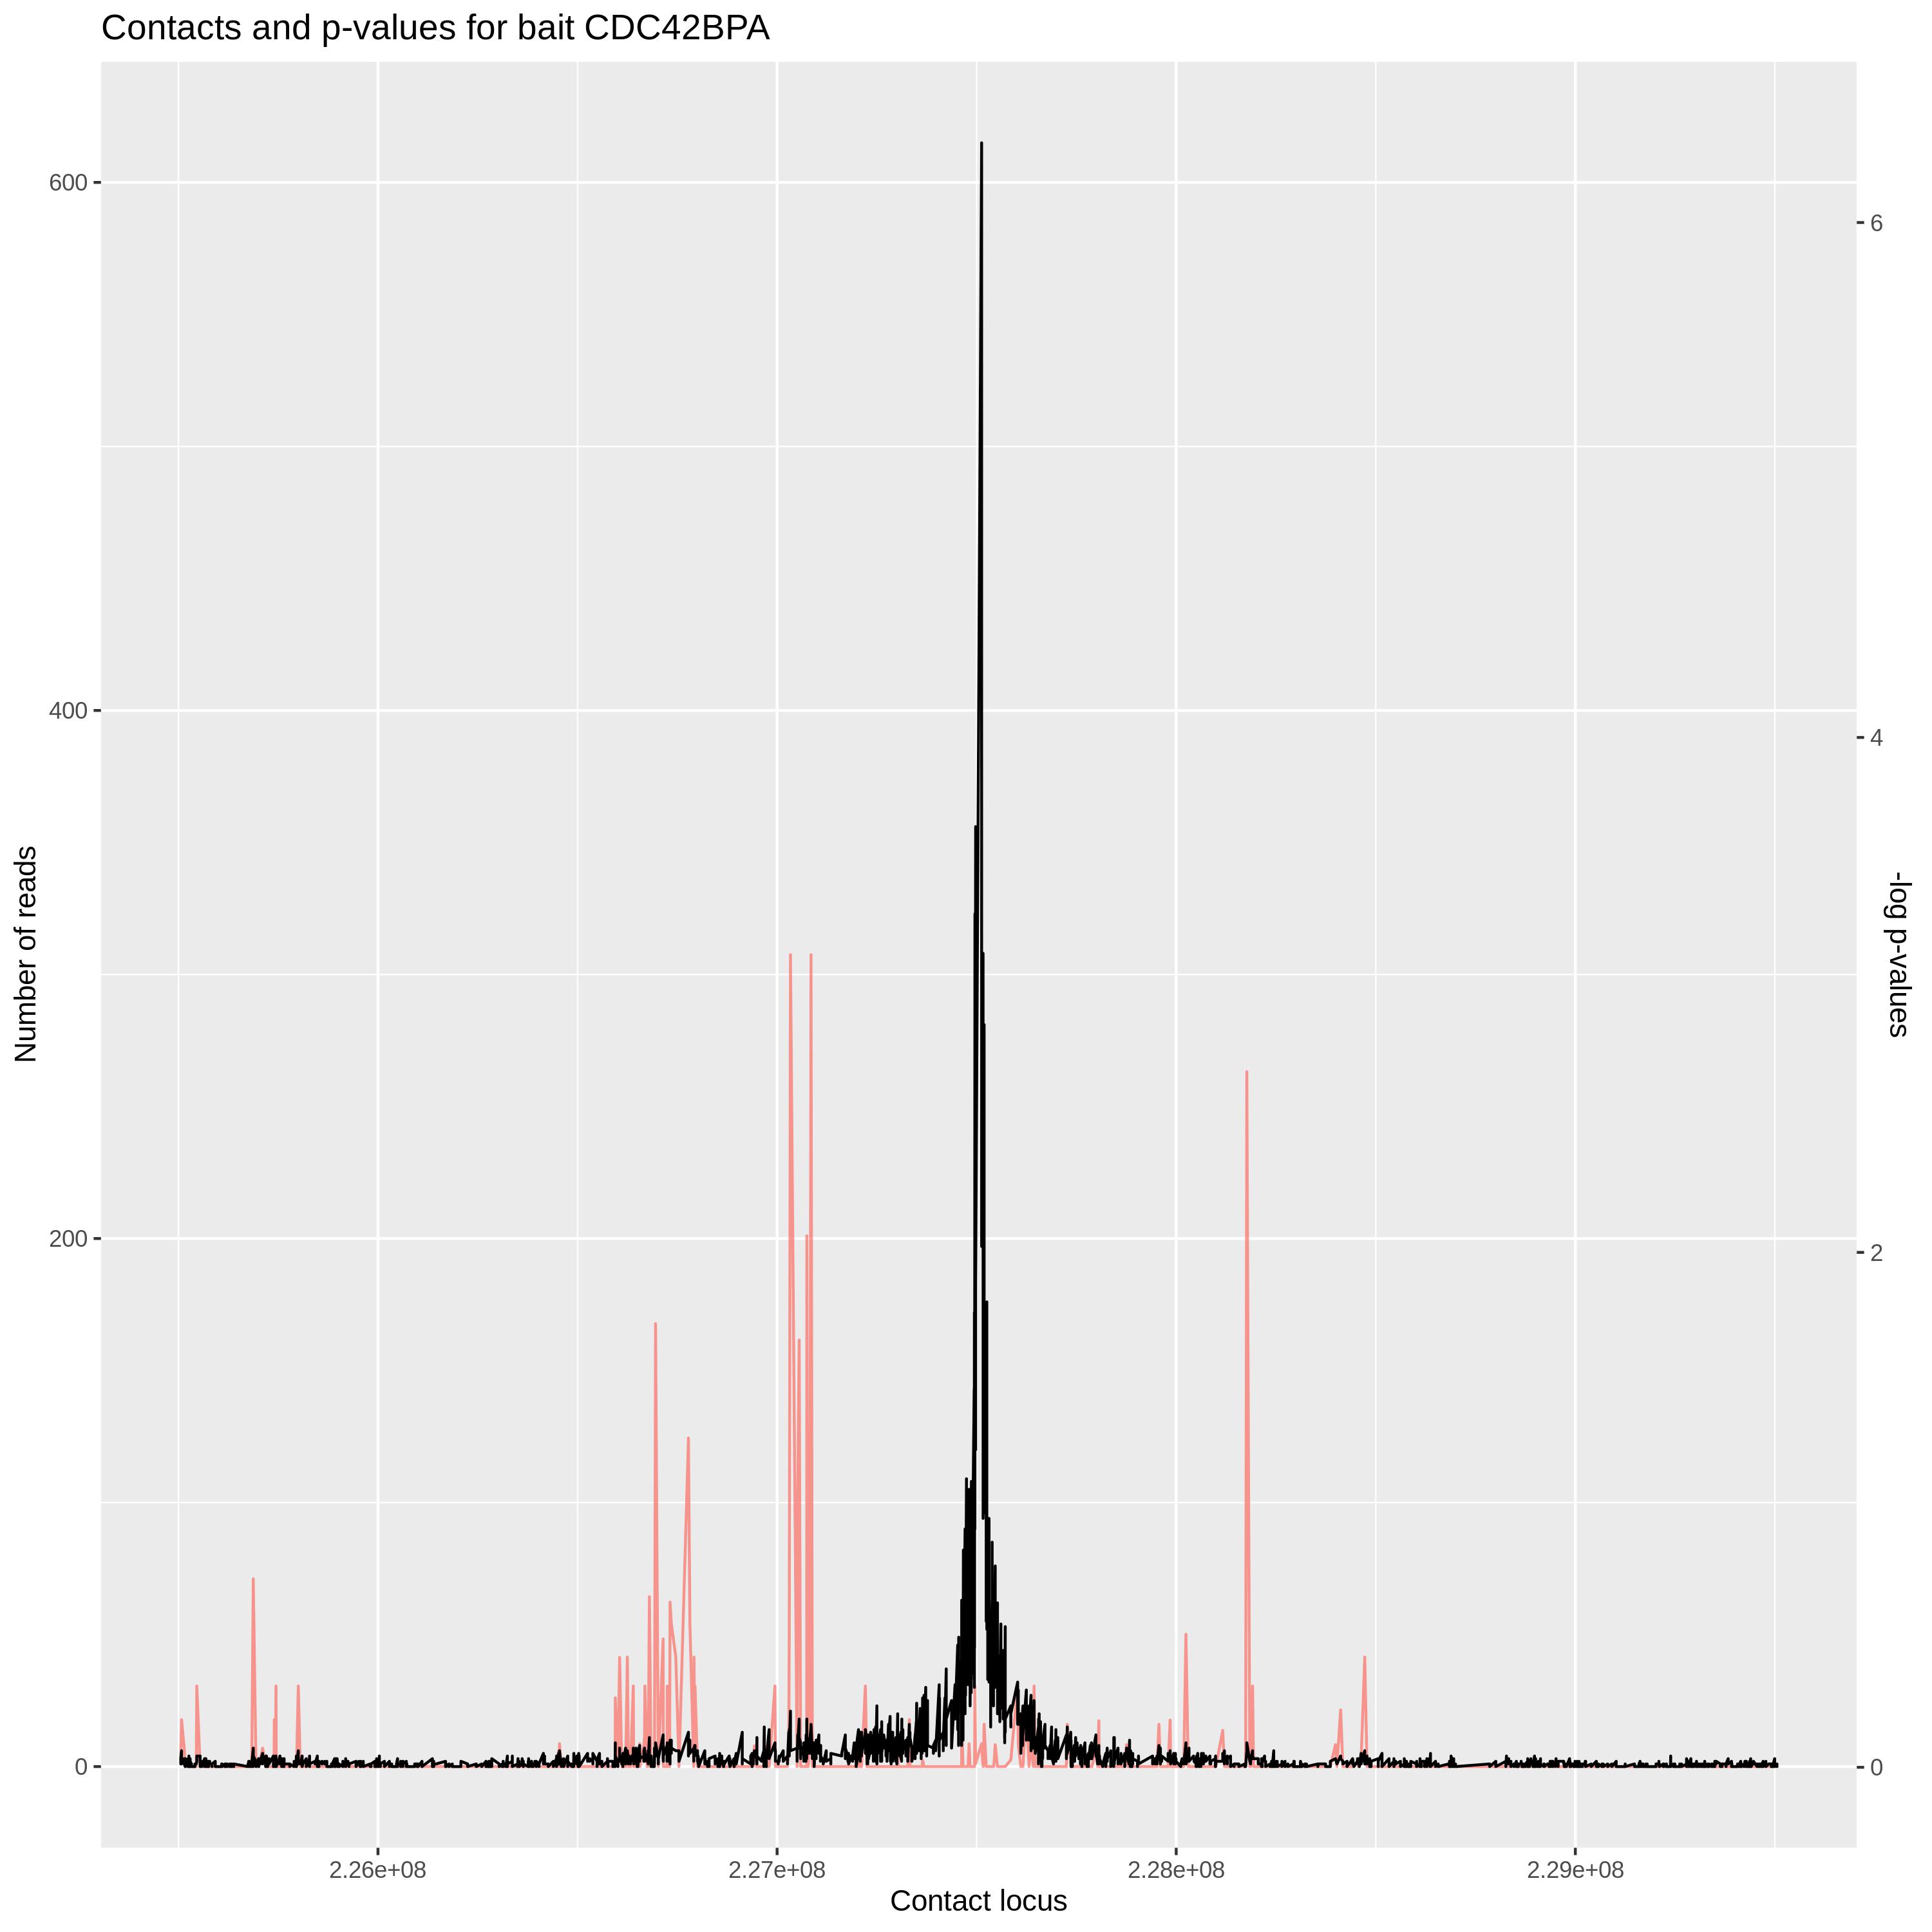 Contacts and p-values for bait CDC42BPA
600
400
200
0
Number of reads
6
4
2
0
-log p-values
2.26e+08
2.27e+08
2.28e+08
2.29e+08
Contact locus